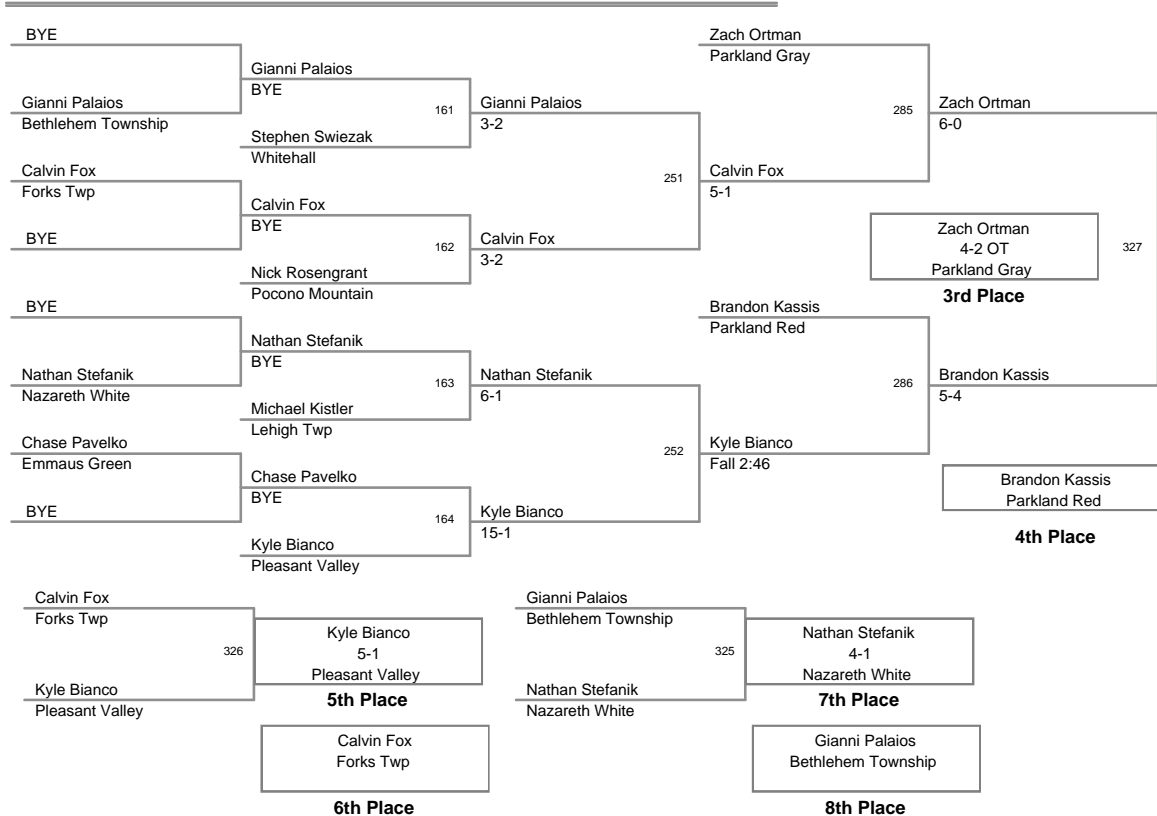 BYE
Gianni Palaios
Bethlehem Township
Calvin Fox
Forks Twp
BYE
BYE
Nathan Stefanik
Nazareth White
Chase Pavelko
Emmaus Green
BYE
Gianni Palaios
BYE
161
Stephen Swiezak
Whitehall
Calvin Fox
BYE
162
Nick Rosengrant
Pocono Mountain
Nathan Stefanik
BYE
163
Michael Kistler
Lehigh Twp
Chase Pavelko
BYE
164
Kyle Bianco
Pleasant Valley
Gianni Palaios
3-2
251
Calvin Fox
3-2
Nathan Stefanik
6-1
252
Kyle Bianco
15-1
Zach Ortman
Parkland Gray
285
Calvin Fox
5-1
Brandon Kassis
Parkland Red
286
Kyle Bianco
Fall 2:46
Zach Ortman
6-0
327
Zach Ortman
4-2 OT
Parkland Gray
3rd Place
Brandon Kassis
5-4
Brandon Kassis
Parkland Red
4th Place
Calvin Fox
Forks Twp
326
Kyle Bianco
Pleasant Valley
Kyle Bianco
5-1
Pleasant Valley
5th Place
Calvin Fox
Forks Twp
6th Place
Gianni Palaios
Bethlehem Township
325
Nathan Stefanik
Nazareth White
Nathan Stefanik
4-1
Nazareth White
7th Place
Gianni Palaios
Bethlehem Township
8th Place